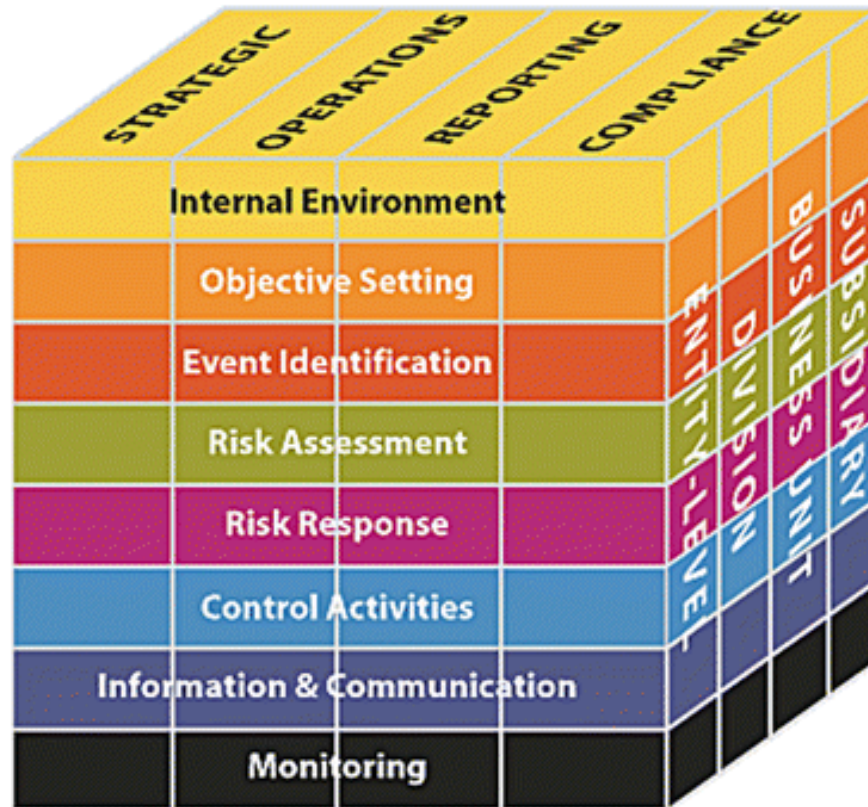 STRATEGIC
OPERATIONS
REPORTING
COMPLIANCE
Internal Environment
Objective Setting
Event Identification
Risk Assessment
Risk Response
Control Activities
Information & Communication
Monitoring
ENTITY-LEVEL
DIVISION
BUSINESS UNIT
SUBSIDIARY